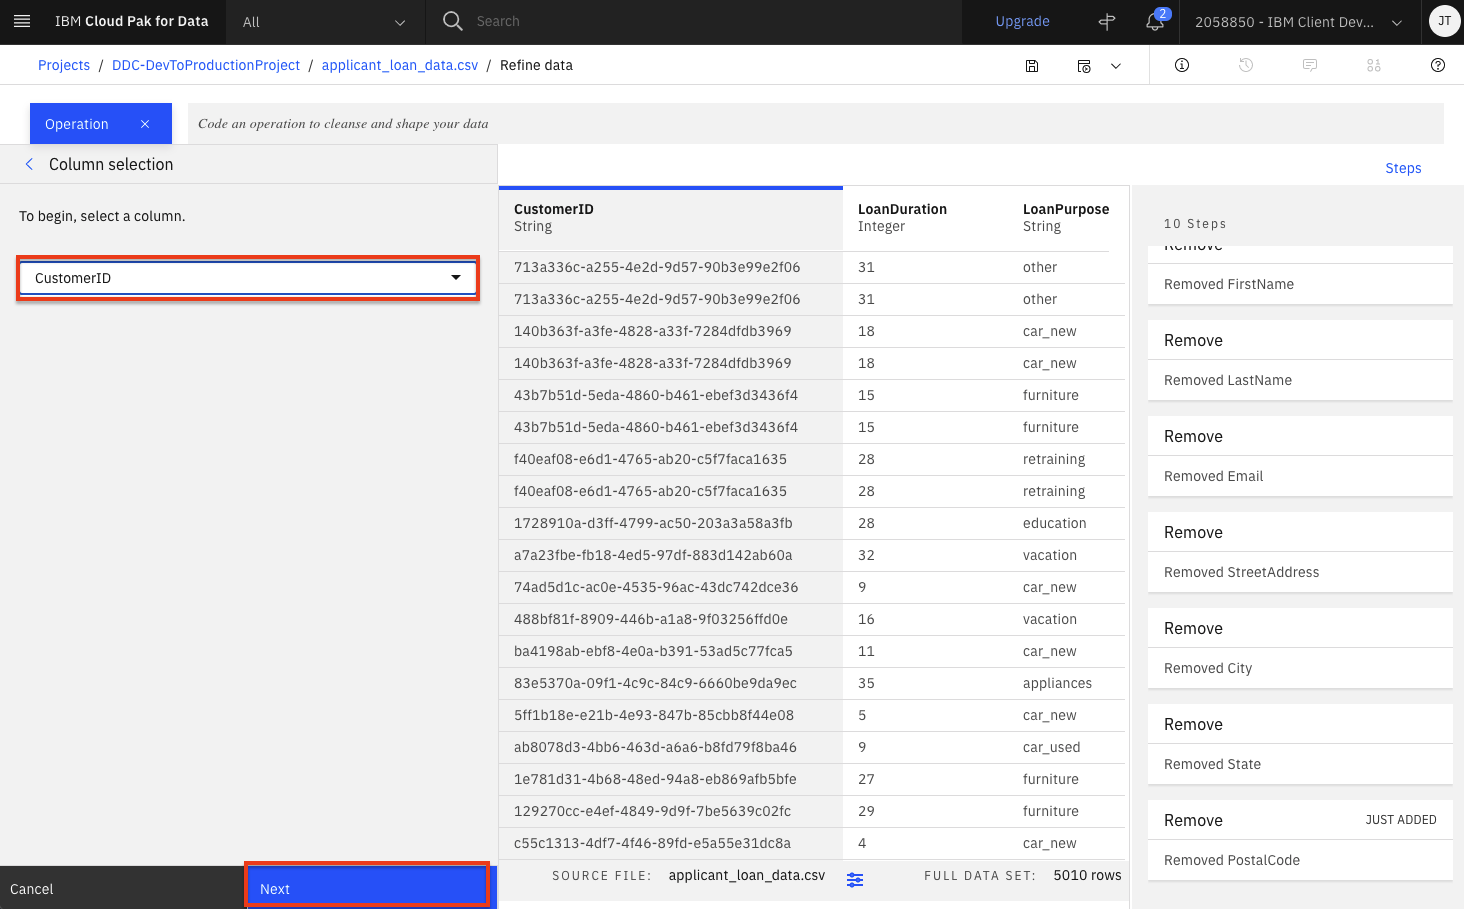 IBM Cloud Pak for Data
All
Search
Upgrade
2
2058850 - IBM Client Dev...
JT
Projects / DDC-DevToProductionProject / applicant_loan_data.csv / Refine data
Operation ×
Code an operation to cleanse and shape your data
Column selection
Steps
To begin, select a column.
CustomerID
Cancel
Next
CustomerID LoanDuration LoanPurpose
String Integer String
713a336c-a255-4e2d-9d57-90b3e99e2f06 31 other
713a336c-a255-4e2d-9d57-90b3e99e2f06 31 other
140b363f-a3fe-4828-a33f-7284dfdb3969 18 car_new
140b363f-a3fe-4828-a33f-7284dfdb3969 18 car_new
43b7b51d-5eda-4860-b461-ebef3d3436f4 15 furniture
43b7b51d-5eda-4860-b461-ebef3d3436f4 15 furniture
f40eaf08-e6d1-4765-ab20-c5f7faca1635 28 retraining
f40eaf08-e6d1-4765-ab20-c5f7faca1635 28 retraining
1728910a-d3ff-4799-ac50-203a3a58a3fb 28 education
a7a23fbe-fb18-4ed5-97df-883d142ab60a 32 vacation
74ad5d1c-ac0e-4535-96ac-43dc742dce36 9 car_new
488bf81f-8909-446b-a1a8-9f03256ffd0e 16 vacation
ba4198ab-ebf8-4e0a-b391-53ad5c77fca5 11 car_new
83e5370a-09f1-4c9c-84c9-6660be9da9ec 35 appliances
5ff1b18e-e21b-4e93-847b-85cbb8f44e08 5 car_new
ab8078d3-4bb6-463d-a6a6-b8fd79f8ba46 9 car_used
1e781d31-4b68-48ed-94a8-eb869afb5bfe 27 furniture
129270cc-e4ef-4849-9d9f-7be5639c02fc 29 furniture
c55c1313-4df7-4f46-89fd-e5a55e31dc8a 4 car_new
SOURCE FILE: applicant_loan_data.csv FULL DATA SET: 5010 rows
10 Steps
Remove
Removed FirstName
Remove
Removed LastName
Remove
Removed Email
Remove
Removed StreetAddress
Remove
Removed City
Remove
Removed State
Remove JUST ADDED
Removed PostalCode